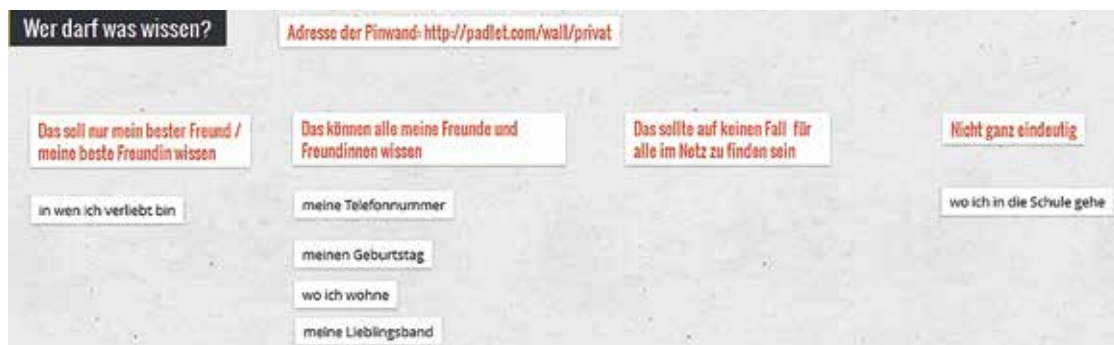 Wer darf was wissen?
Adresse der Pinwand: http://padlet.com/wall/privat
Das soll nur mein bester Freund /
meine beste Freundin wissen
in wen ich verliebt bin
Das können alle meine Freunde und
Freundinnen wissen
meine Telefonnummer
meinen Geburtstag
wo ich wohne
meine Lieblingsband
Das sollte auf keinen Fall für
alle im Netz zu finden sein
Nicht ganz eindeutig
wo ich in die Schule gehe